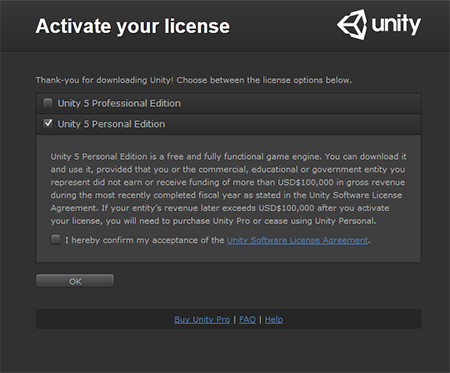 Activate your license
unity
Thank-you for downloading Unity! Choose between the license options below.
Unity 5 Professional Edition
Unity 5 Personal Edition
Unity 5 Personal Edition is a free and fully functional game engine. You can download it
and use it, provided that you or the commercial, educational or government entity you
represent did not earn or receive funding of more than USD$100,000 in gross revenue
during the most recently completed fiscal year as stated in the Unity Software License
Agreement. If your entity's revenue later exceeds USD$100,000 after you activate
your license, you will need to purchase Unity Pro or cease using Unity Personal.
I hereby confirm my acceptance of the Unity Software License Agreement.
OK
Buy Unity Pro | FAQ | Help